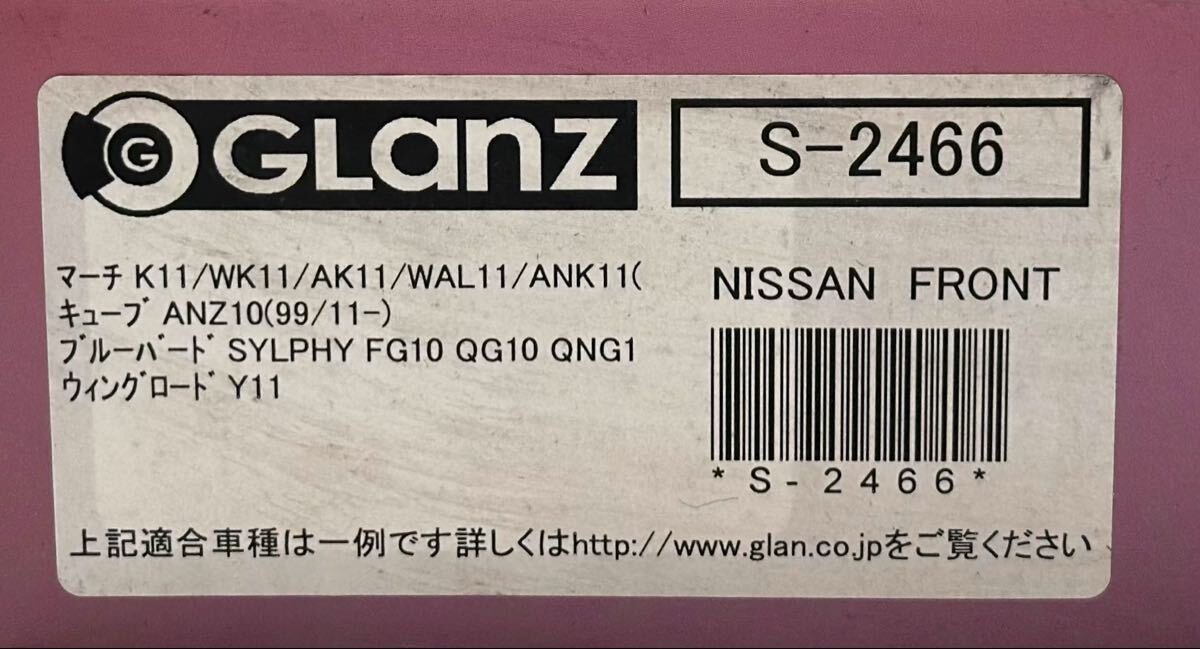 G GLanz
S-2466
マーチ K11/WK11/AK11/WAL11/ANK11(
キューブ ANZ10(99/11-)
ブルーバード SYLPHY FG10 QG10 QNG1
ウィングロード Y11
NISSAN FRONT
*S-2466*
上記適合車種は一例です詳しくはhttp://www.glan.co.jpをご覧ください